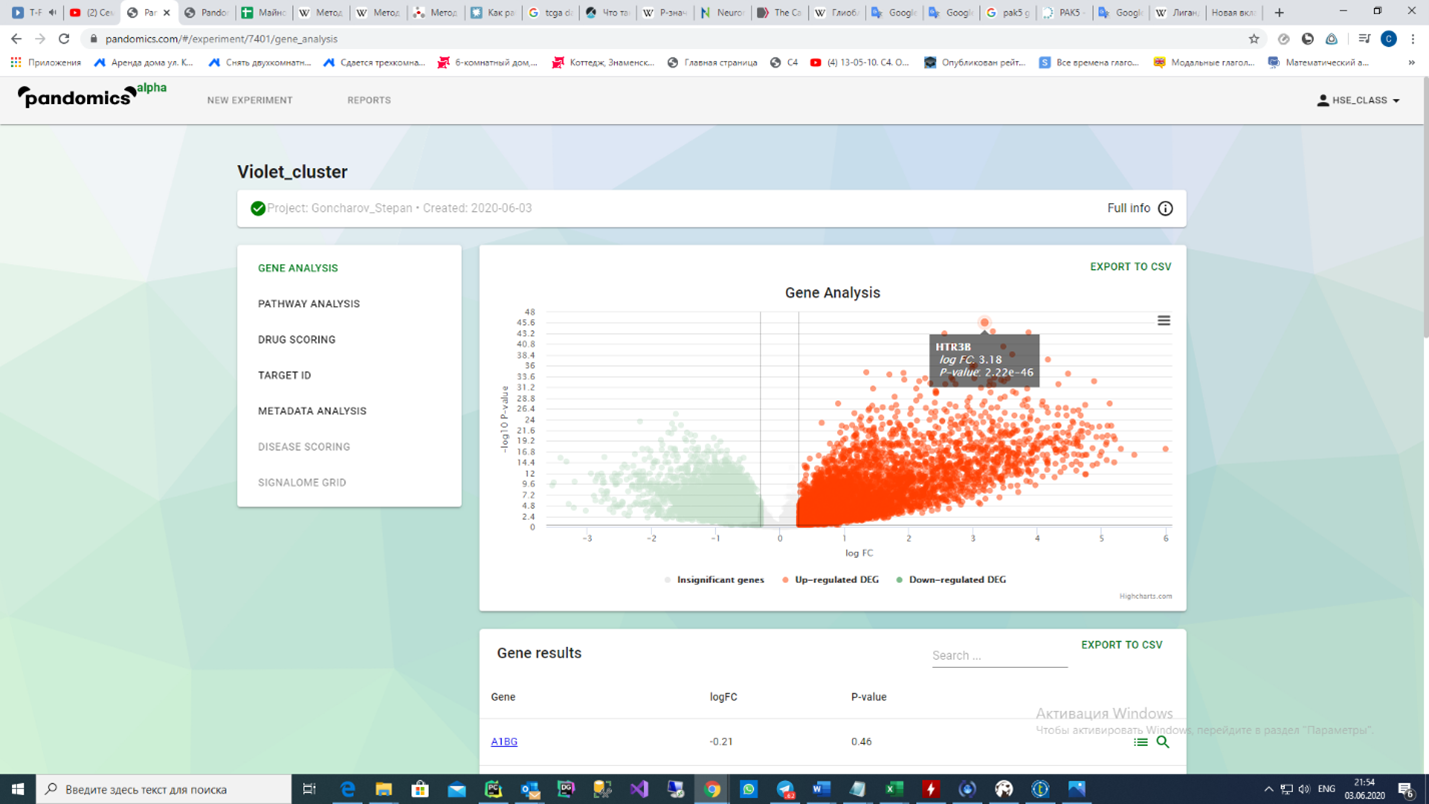 T-F
(2) Се
Par
Pando
Майнс
Метод
Метод
Метод
Как ра
tcga d
Что та
P-знач
Neuro
The Ca
Глиоб
Google
Google
pak5 g
PAK5 -
Google
Лиган
Новая вкл
pandomics.com/#/experiment/7401/gene_analysis
Приложения
Аренда дома ул. К...
Снять двухкомнатн...
Сдается трехкомна...
6-комнатный дом,...
Коттедж, Знаменск...
Главная страница
С4
(4) 13-05-10. С4. О...
Опубликован рейт...
Все времена глаго...
Модальные глагол...
Математический а...
»
pandomics alpha
NEW EXPERIMENT
REPORTS
HSE_CLASS
Violet_cluster
Project: Goncharov_Stepan • Created: 2020-06-03
Full info
GENE ANALYSIS
PATHWAY ANALYSIS
DRUG SCORING
TARGET ID
METADATA ANALYSIS
DISEASE SCORING
SIGNALOME GRID
EXPORT TO CSV
Gene Analysis
48
45.6
43.2
40.8
38.4
36
33.6
31.2
28.8
26.4
24
21.6
19.2
16.8
14.4
12
9.6
7.2
4.8
2.4
0
-log10 P-value
HTR3B
log FC: 3.18
P-value: 2.22e-46
-3 -2 -1 0 1 2 3 4 5 6
log FC
Insignificant genes Up-regulated DEG Down-regulated DEG
Highcharts.com
Gene results
Search ...
EXPORT TO CSV
Gene logFC P-value
A1BG -0.21 0.46
Активация Windows
Чтобы активировать Windows, перейдите в раздел "Параметры".
Введите здесь текст для поиска
ENG
21:54
03.06.2020